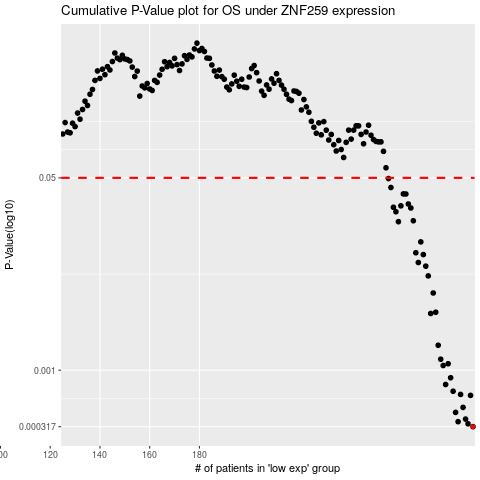 Cumulative P-Value plot for OS under ZNF259 expression
P-Value(log10)
0.05
0.001
0.000317
00 120 140 160 180
# of patients in 'low exp' group